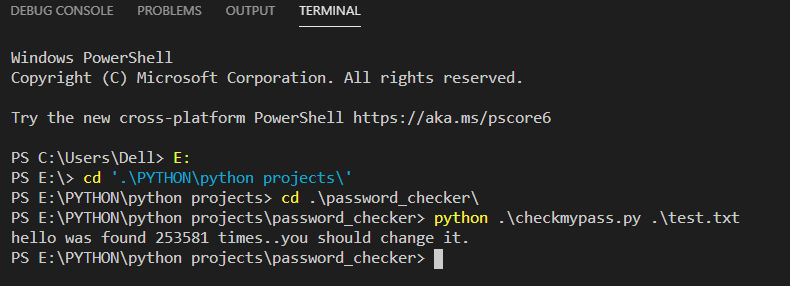 DEBUG CONSOLE PROBLEMS OUTPUT TERMINAL
Windows PowerShell
Copyright (C) Microsoft Corporation. All rights reserved.
Try the new cross-platform PowerShell https://aka.ms/pscore6
PS C:\Users\Dell> E:
PS E:\> cd '.\PYTHON\python projects\'
PS E:\PYTHON\python projects> cd .\password_checker\
PS E:\PYTHON\python projects\password_checker> python .\checkmypass.py .\test.txt
hello was found 253581 times..you should change it.
PS E:\PYTHON\python projects\password_checker>